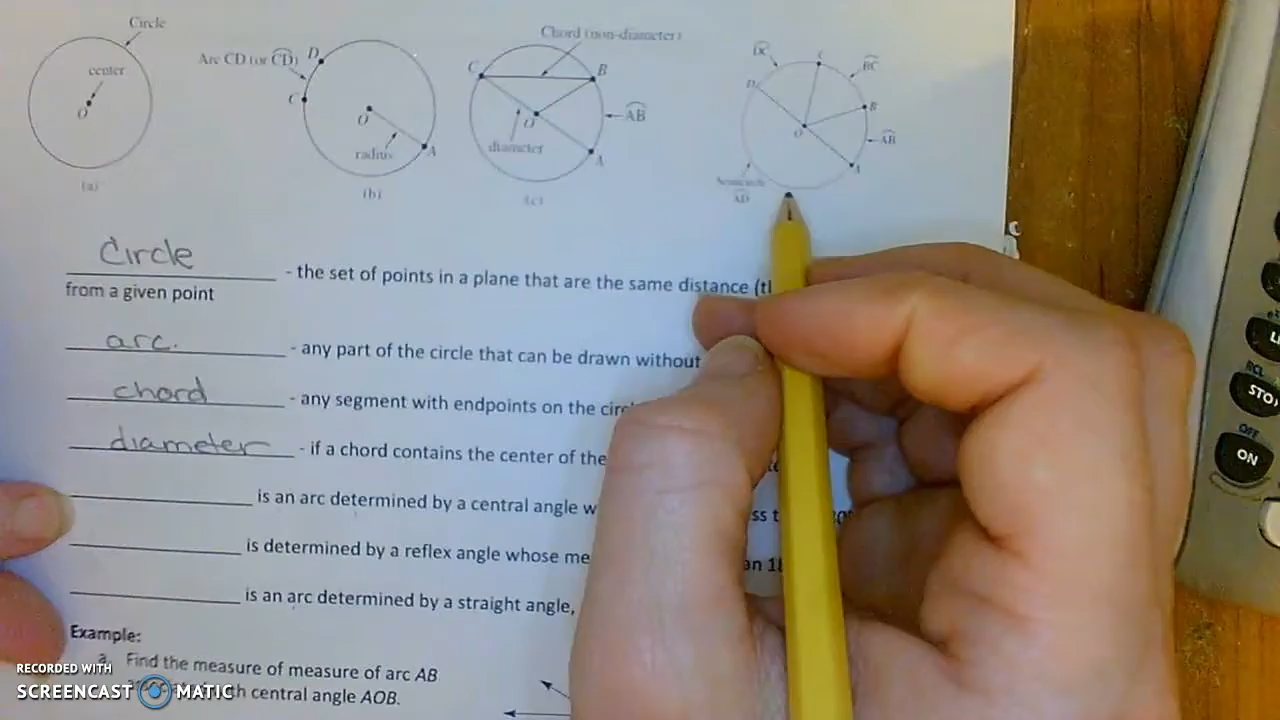 Circle
center
O
(a)
Arc CD (or CD)
D
C
O
radius
A
(b)
Chord (non-diameter)
C
B
O
AB
diameter
A
(c)
DC
C
BC
D
B
O
AB
A
AD
Circle - the set of points in a plane that are the same distance
from a given point
arc. - any part of the circle that can be drawn without
chord - any segment with endpoints on the
diameter - if a chord contains the center of the
is an arc determined by a central angle
is determined by a reflex angle whose
is an arc determined by a straight angle,
Example:
a. Find the measure of measure of arc AB
central angle AOB.
RCL
STO
OFF
ON
RECORDED WITH
SCREENCAST MATIC